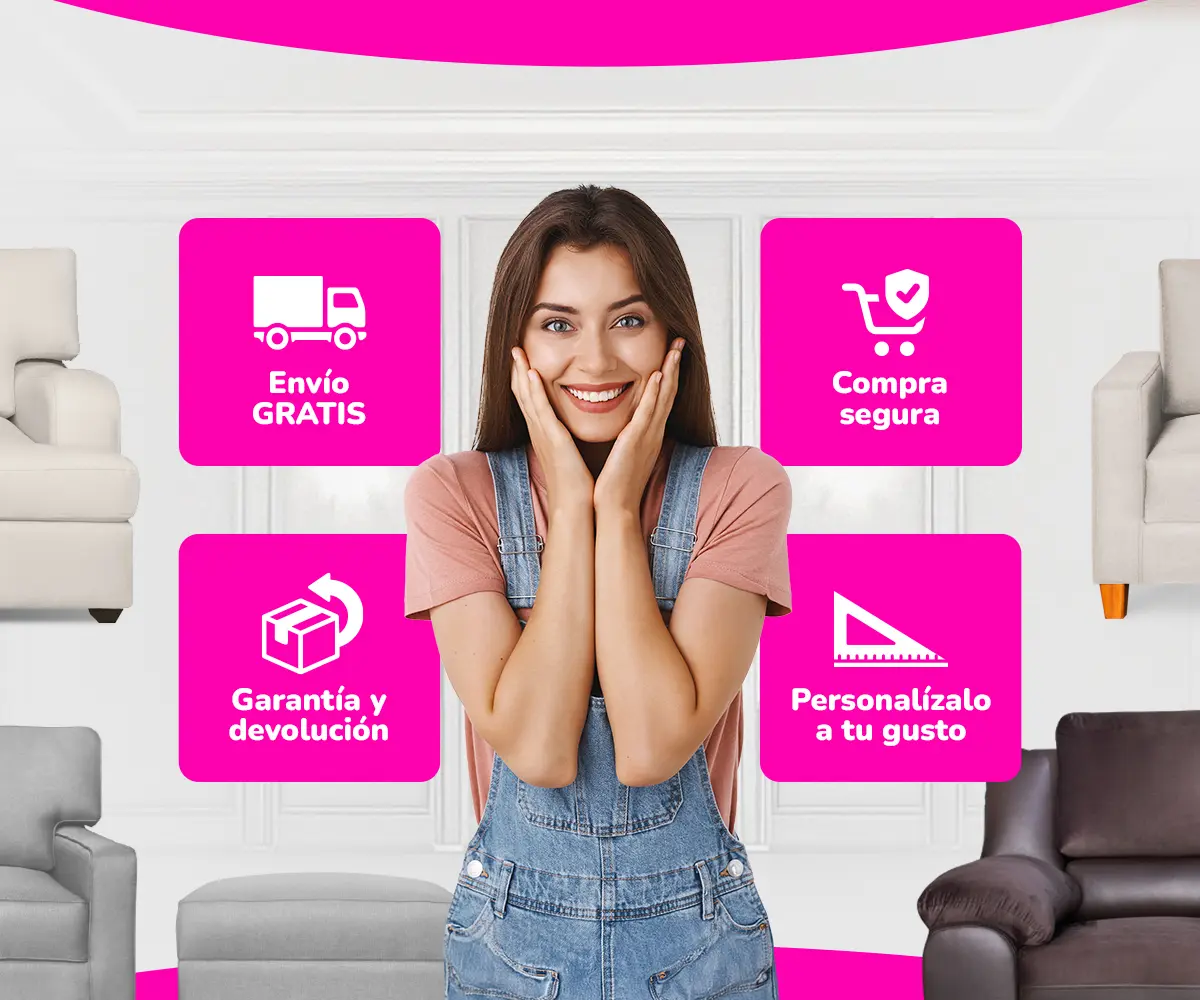 Envío
GRATIS
Compra
segura
Garantía y
devolución
Personalízalo
a tu gusto